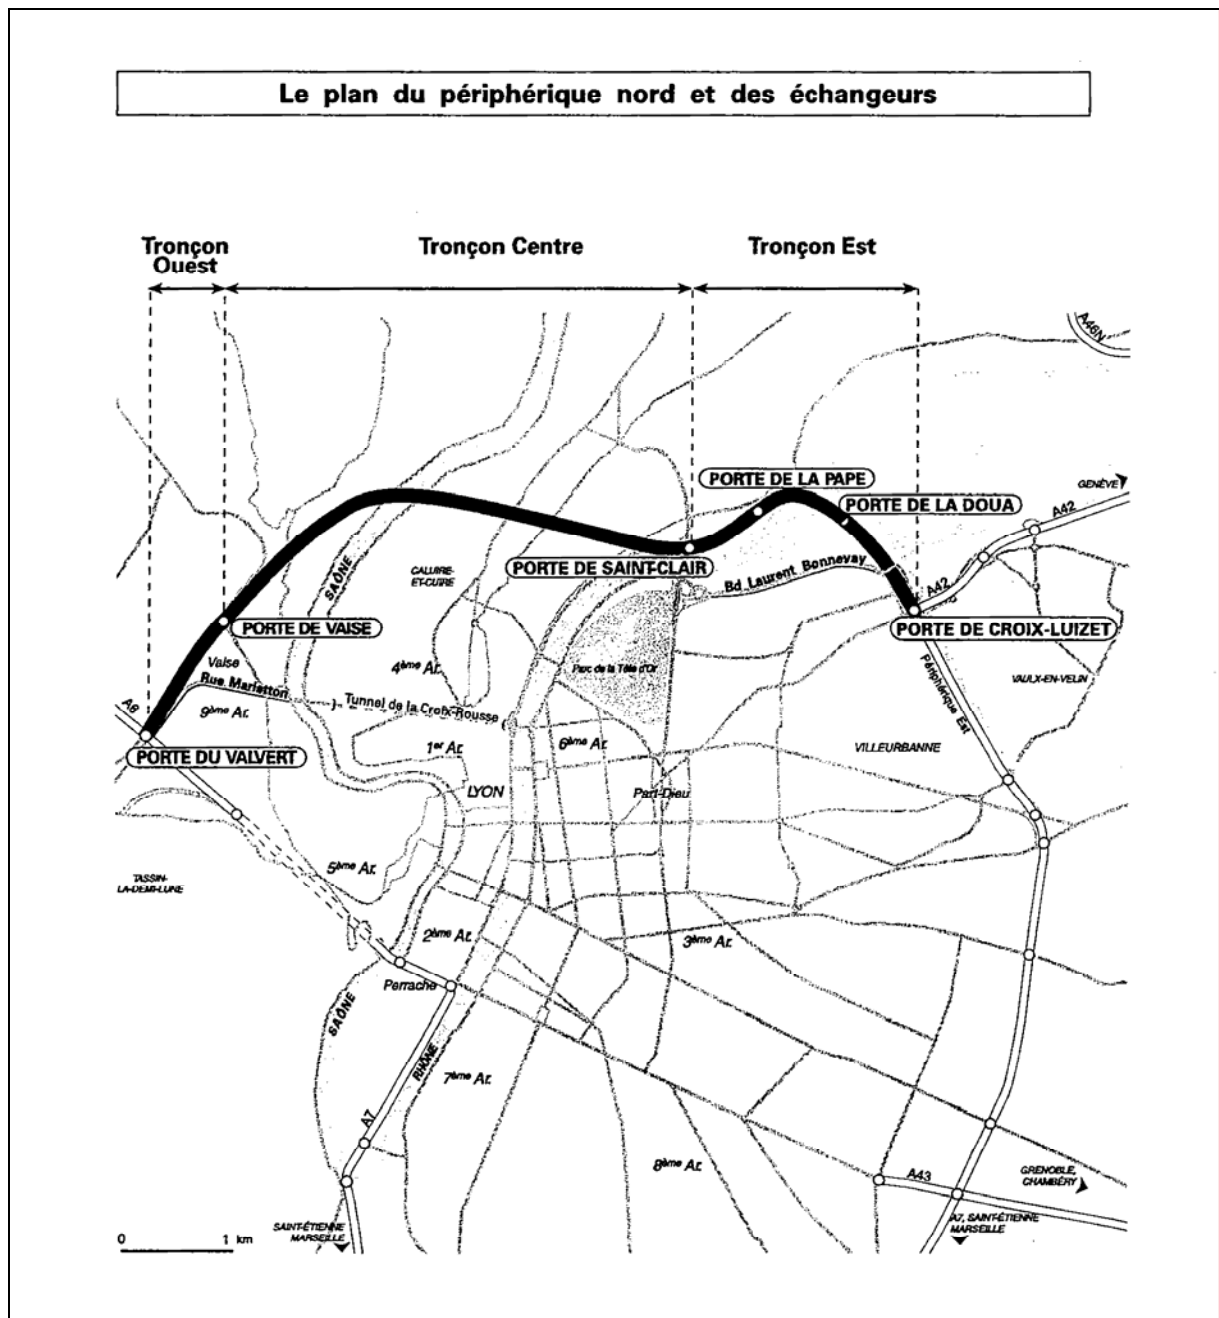 Le plan du périphérique nord et des échangeurs
Tronçon
Ouest
Tronçon Centre
Tronçon Est
A46N
PORTE DE LA PAPE
GENÈVE
PORTE DE LA DOUA
A42
SAÔNE
CALUIRE-
ET-CUIRE
PORTE DE SAINT-CLAIR
Bd Laurent Bonnevay
A42
PORTE DE VAISE
PORTE DE CROIX-LUIZET
Vaise
4ème Ar.
Parc de la Tête d'Or
Périphérique Est
VAULX-EN-VELIN
Rue Marietton
Tunnel de la Croix-Rousse
A6
9ème Ar.
1er Ar.
6ème Ar.
VILLEURBANNE
PORTE DU VALVERT
LYON
Part-Dieu
5ème Ar.
TASSIN-
LA-DEMI-LUNE
2ème Ar.
3ème Ar.
Perrache
SAÔNE
RHÔNE
7ème Ar.
A7
8ème Ar.
A43
GRENOBLE,
CHAMBÉRY
SAINT-ÉTIENNE
MARSEILLE
A7, SAINT-ÉTIENNE
MARSEILLE
0 1 km